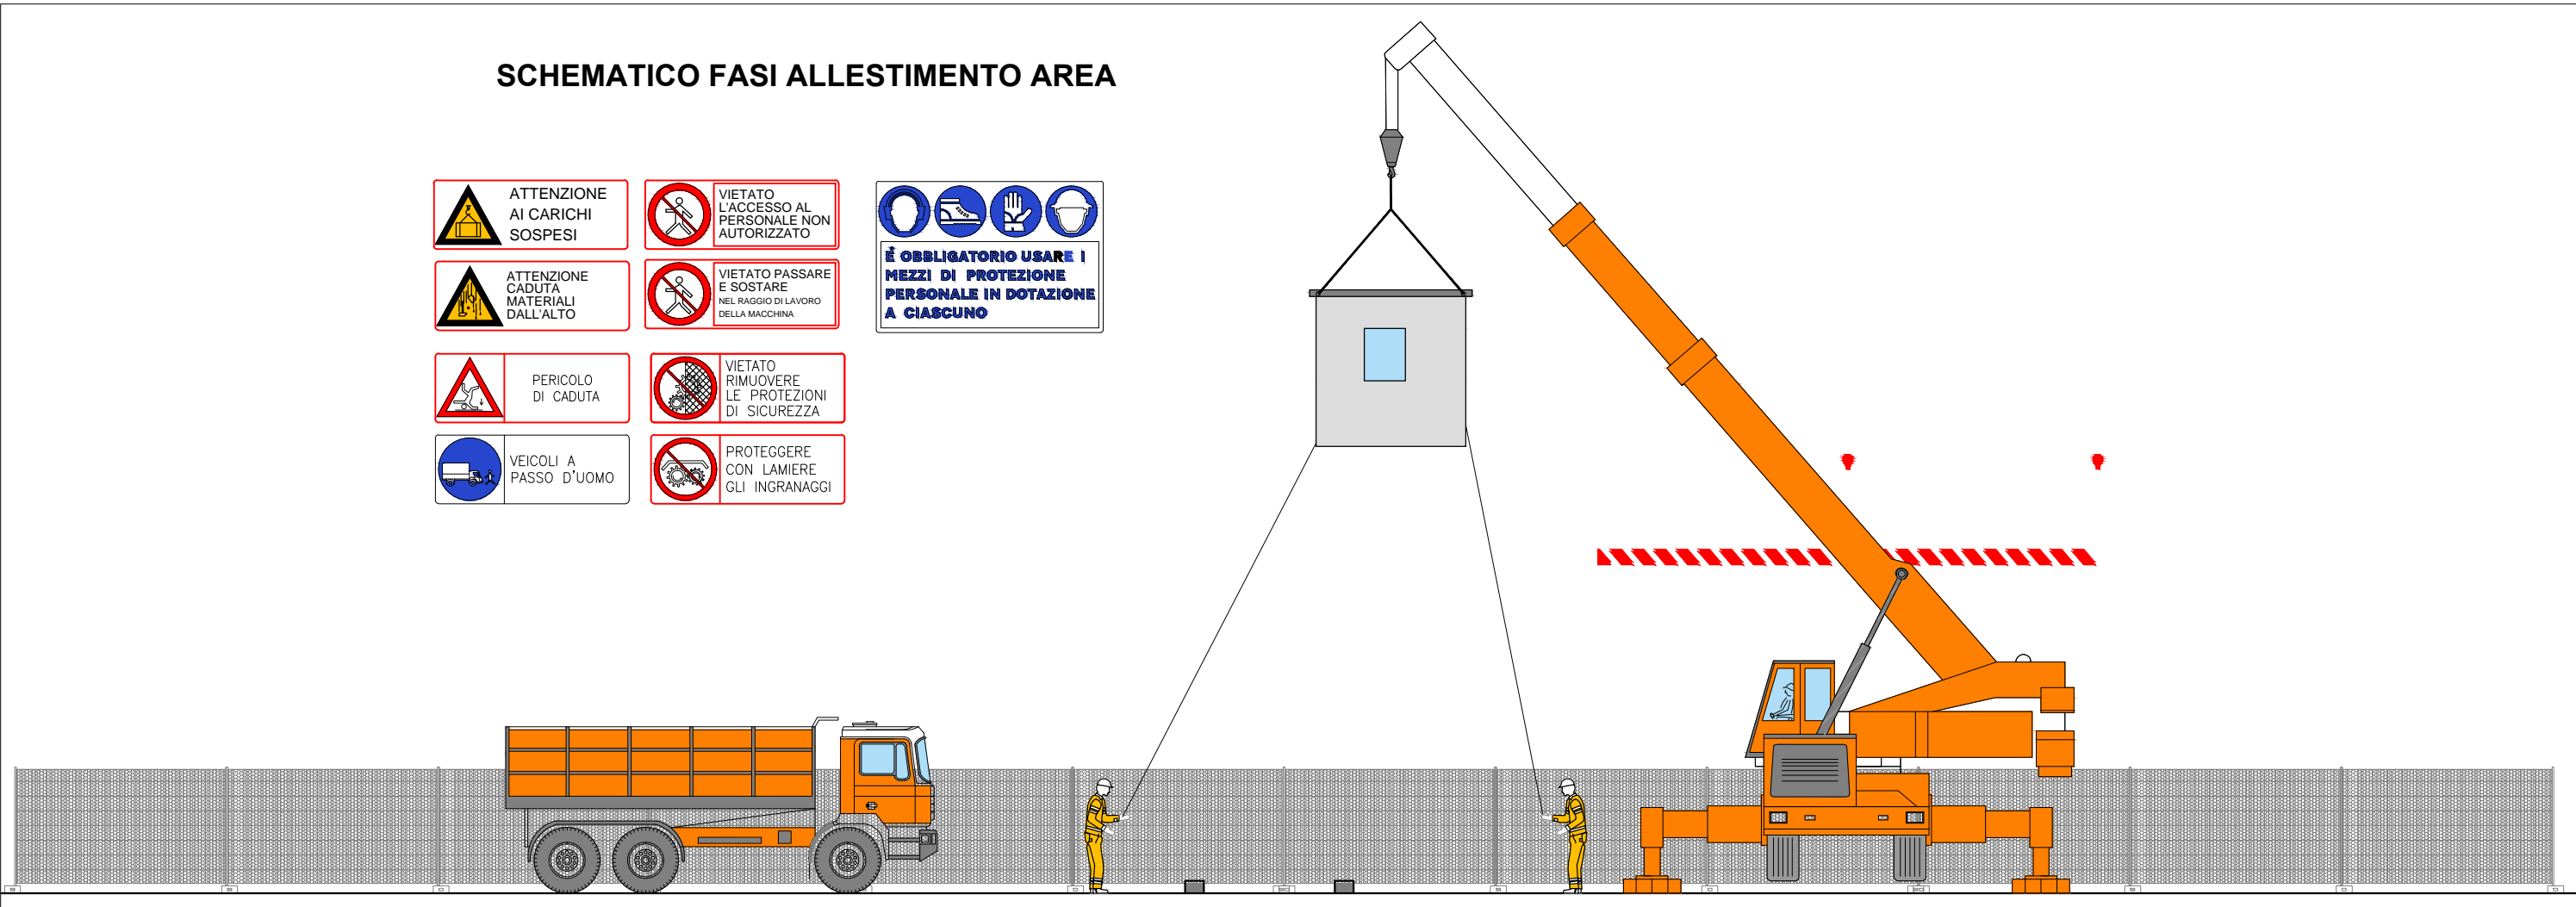 SCHEMATICO FASI ALLESTIMENTO AREA
ATTENZIONE
AI CARICHI
SOSPESI
VIETATO
L'ACCESSO AL
PERSONALE NON
AUTORIZZATO
È OBBLIGATORIO USARE I
MEZZI DI PROTEZIONE
PERSONALE IN DOTAZIONE
A CIASCUNO
ATTENZIONE
CADUTA
MATERIALI
DALL'ALTO
VIETATO PASSARE
E SOSTARE
NEL RAGGIO DI LAVORO
DELLA MACCHINA
PERICOLO
DI CADUTA
VIETATO
RIMUOVERE
LE PROTEZIONI
DI SICUREZZA
VEICOLI A
PASSO D'UOMO
PROTEGGERE
CON LAMIERE
GLI INGRANAGGI